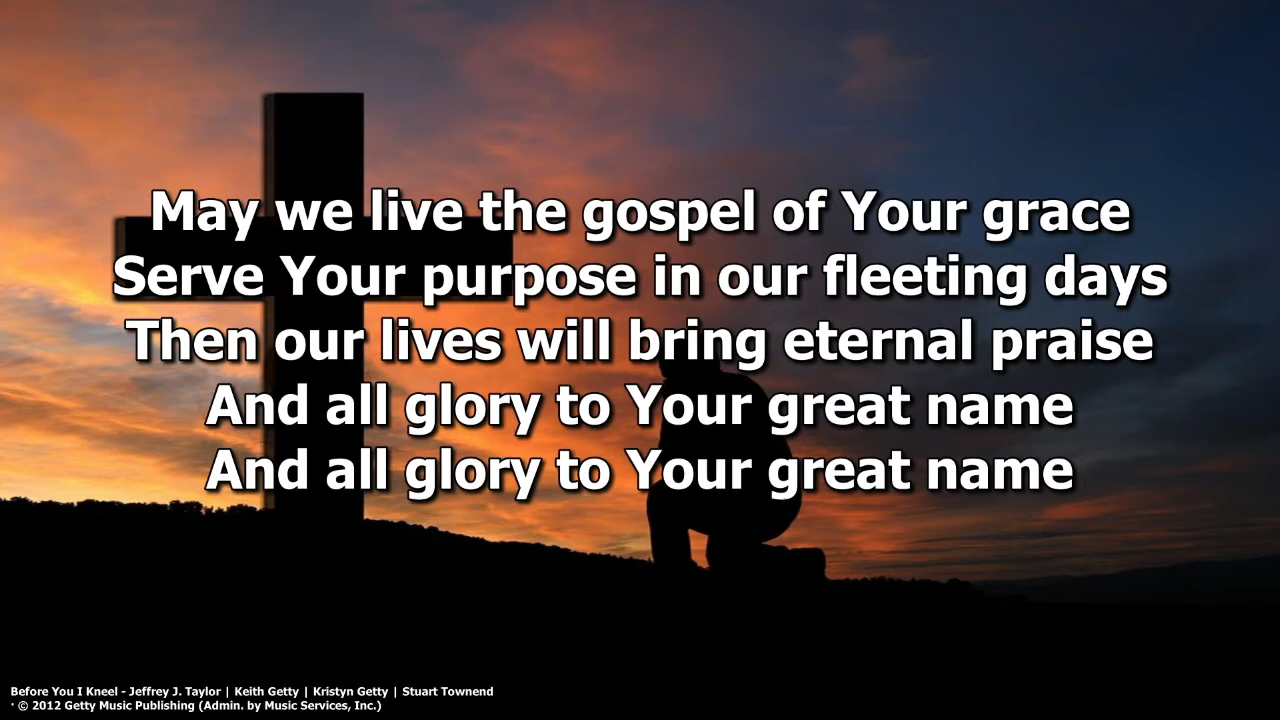 May we live the gospel of Your grace
Serve Your purpose in our fleeting days
Then our lives will bring eternal praise
And all glory to Your great name
And all glory to Your great name
Before You I Kneel - Jeffrey J. Taylor | Keith Getty | Kristyn Getty | Stuart Townend
· © 2012 Getty Music Publishing (Admin. by Music Services, Inc.)